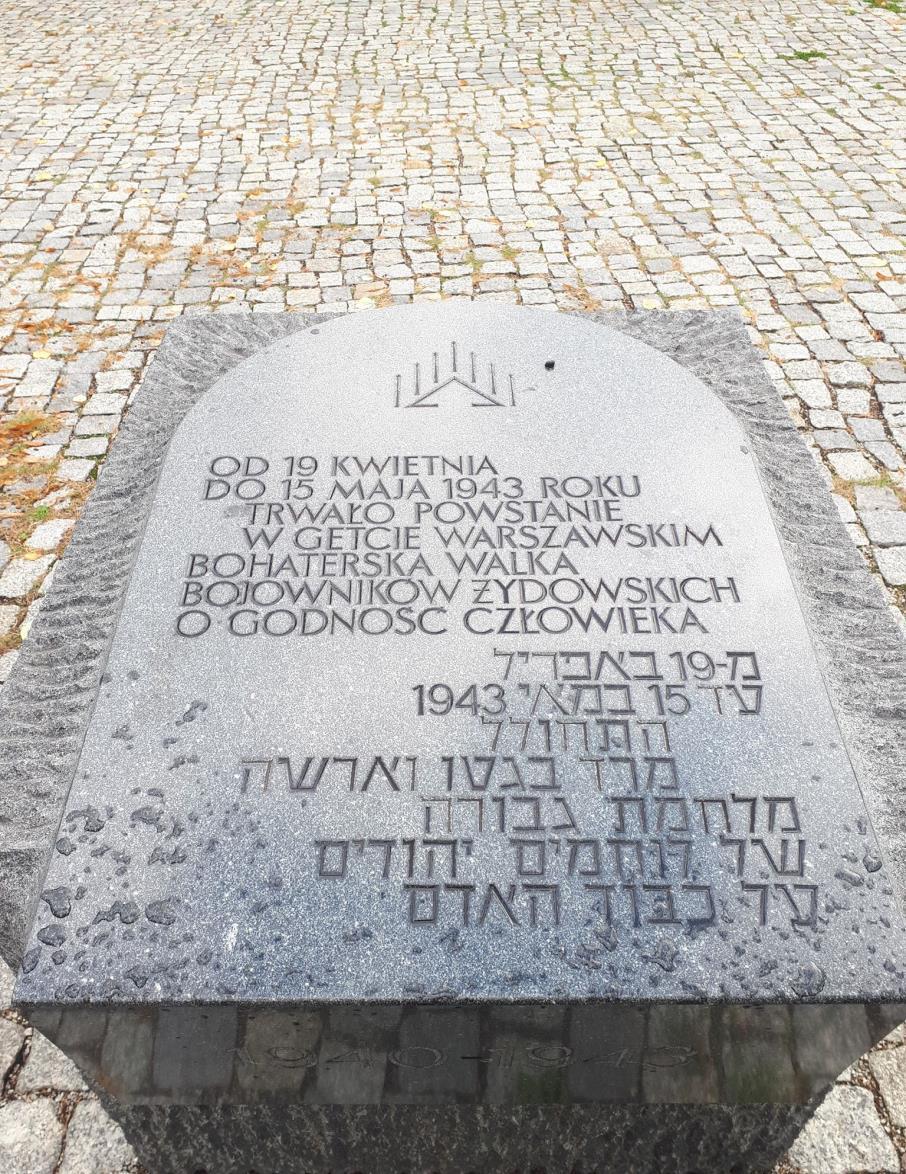 OD 19 KWIETNIA
DO 15 MAJA 1943 ROKU
TRWAŁO POWSTANIE
W GETCIE WARSZAWSKIM
BOHATERSKA WALKA
BOJOWNIKÓW ŻYDOWSKICH
O GODNOŚĆ CZŁOWIEKA
מ-19 באפריל
עד 15 במאי 1943
התחולל
מרד בגטו וארשה
מלחמת גבורה
של לוחמים יהודים
על כבוד האדם
1940-1943